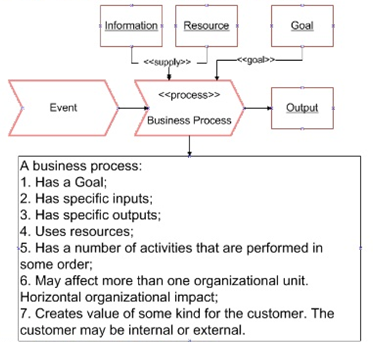 Information Resource Goal
<<supply>> <<goal>>
<<process>>
Event Business Process Output
A business process:
1. Has a Goal;
2. Has specific inputs;
3. Has specific outputs;
4. Uses resources;
5. Has a number of activities that are performed in
some order;
6. May affect more than one organizational unit.
Horizontal organizational impact;
7. Creates value of some kind for the customer. The
customer may be internal or external.